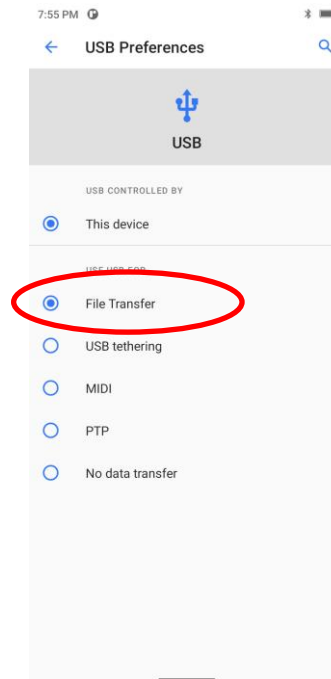 7:55 PM
USB Preferences
USB
USB CONTROLLED BY
This device
USE USB FOR
File Transfer
USB tethering
MIDI
PTP
No data transfer